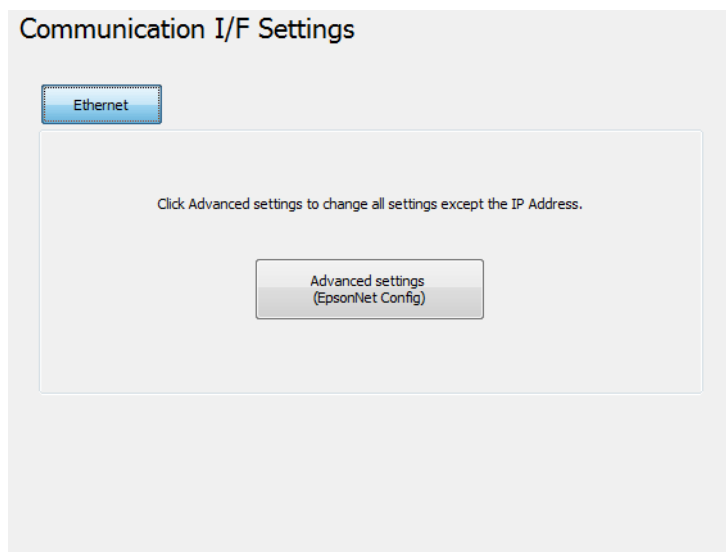 Communication I/F Settings
Ethernet
Click Advanced settings to change all settings except the IP Address.
Advanced settings
(EpsonNet Config)